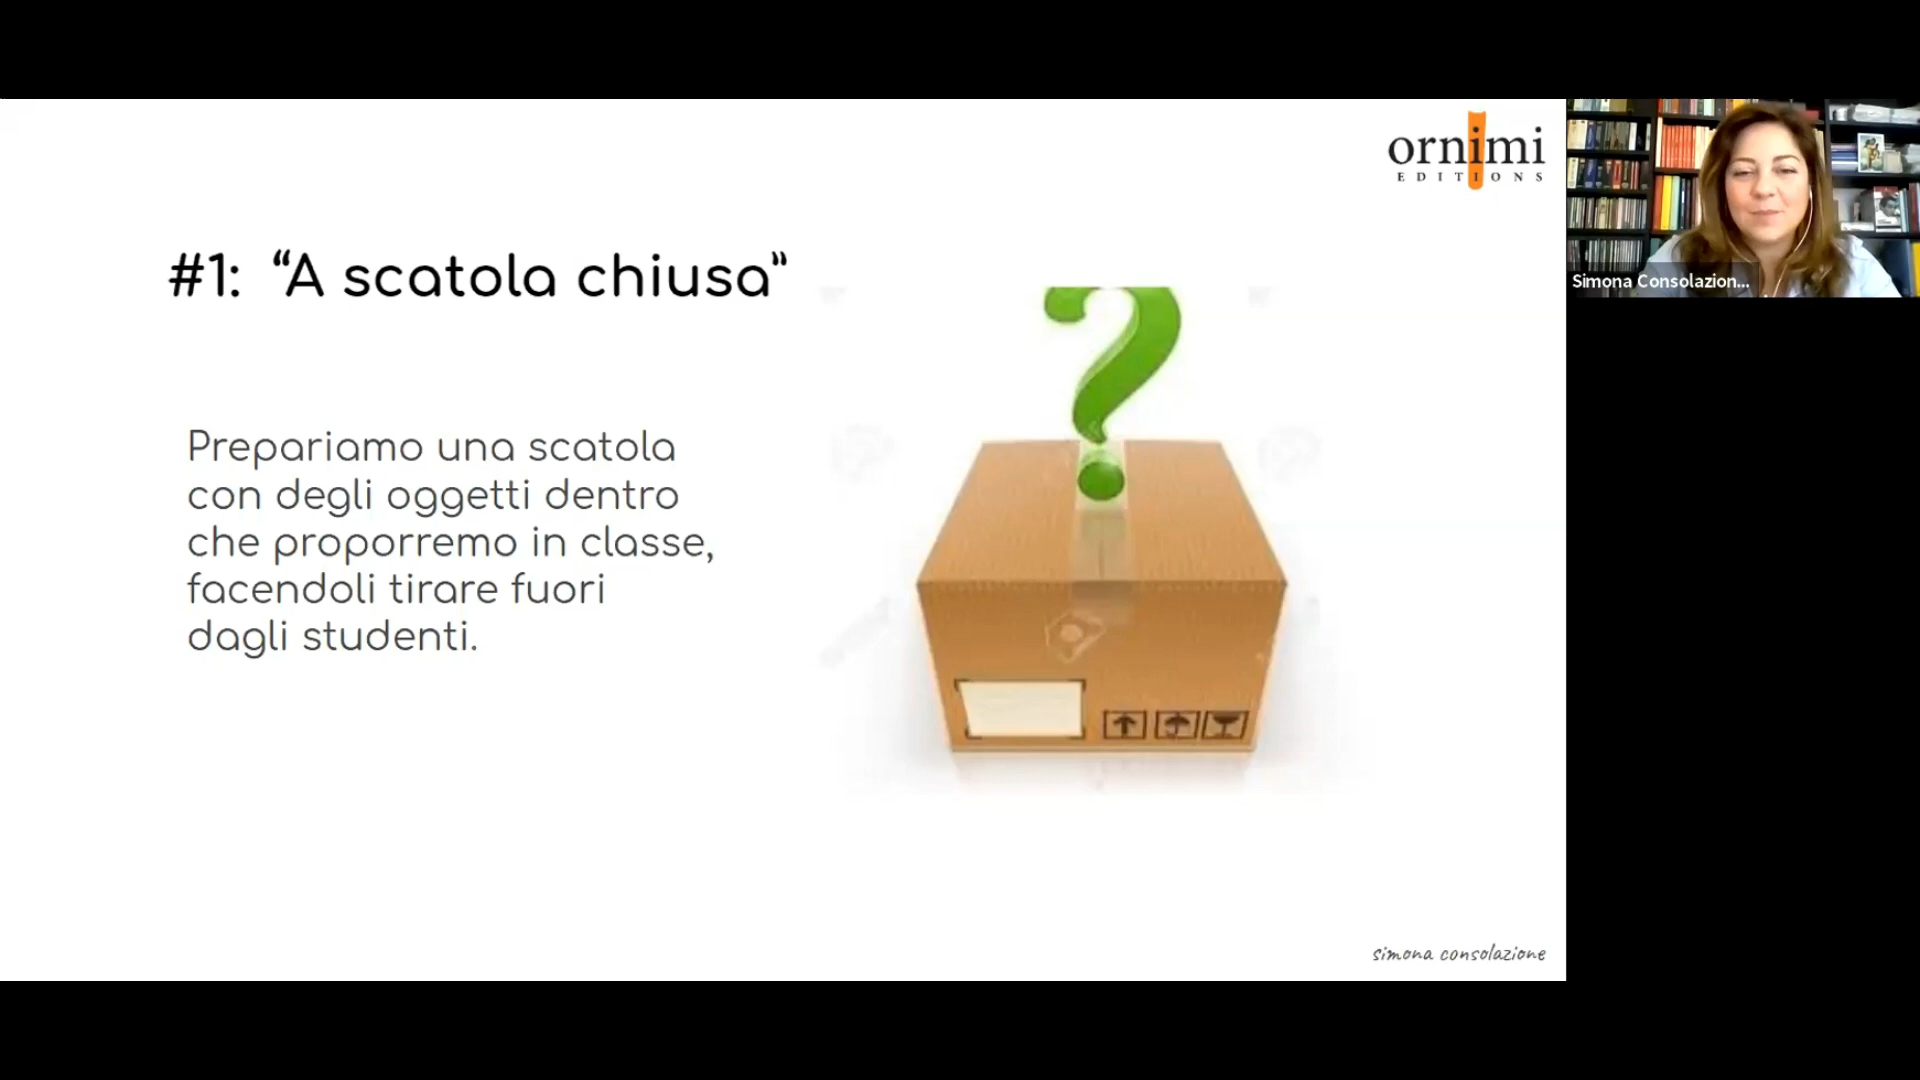 ornimi
EDITIONS
#1: “A scatola chiusa”
Simona Consolazion...
Prepariamo una scatola
con degli oggetti dentro
che proporremo in classe,
facendoli tirare fuori
dagli studenti.
simona consolazione